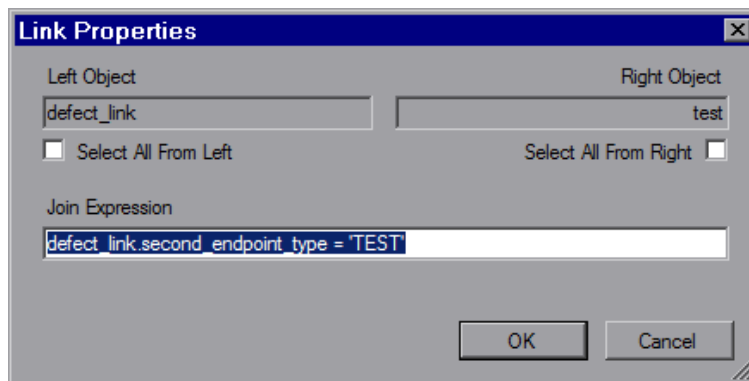 Link Properties
Left Object Right Object
defect_link test
Select All From Left Select All From Right
Join Expression
defect_link.second_endpoint_type = 'TEST'
OK Cancel